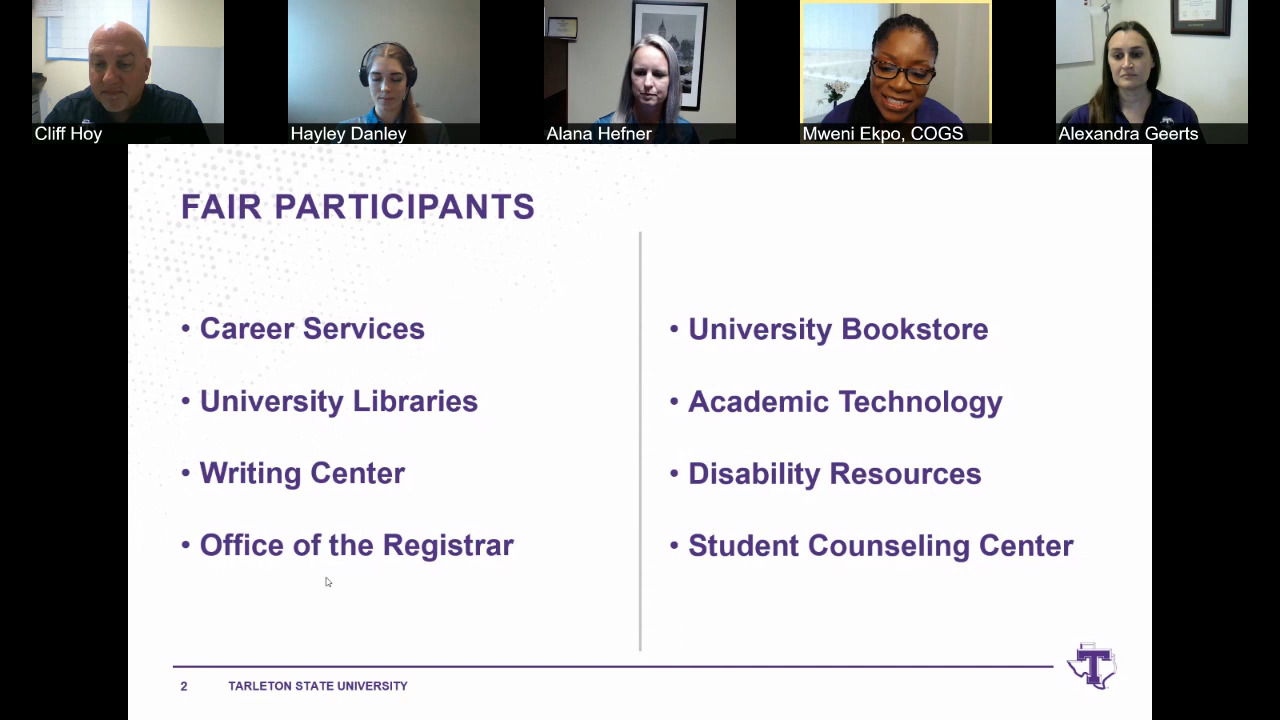 Cliff Hoy
Hayley Danley
Alana Hefner
Mweni Ekpo, COGS
Alexandra Geerts
FAIR PARTICIPANTS
• Career Services
• University Libraries
• Writing Center
• Office of the Registrar
• University Bookstore
• Academic Technology
• Disability Resources
• Student Counseling Center
2 TARLETON STATE UNIVERSITY
T